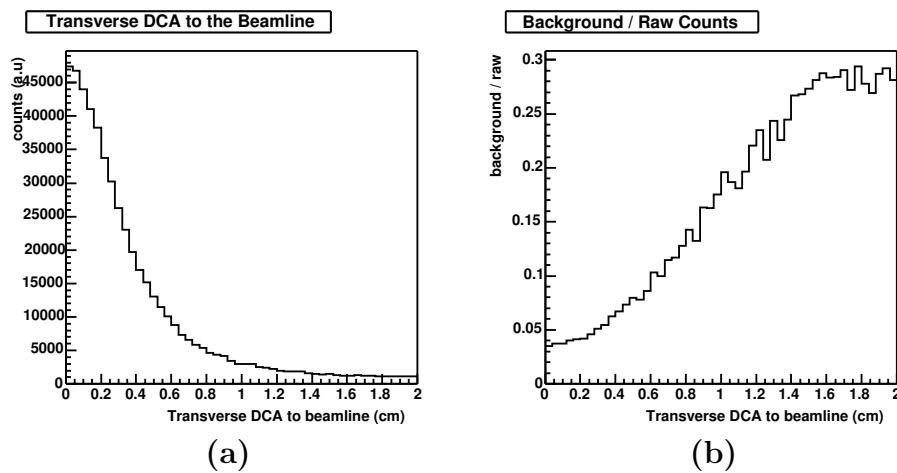 Transverse DCA to the Beamline
counts (a.u)
45000
40000
35000
30000
25000
20000
15000
10000
5000
0
0 0.2 0.4 0.6 0.8 1 1.2 1.4 1.6 1.8 2
Transverse DCA to beamline (cm)
(a)
Background / Raw Counts
background / raw
0.3
0.25
0.2
0.15
0.1
0.05
0
0 0.2 0.4 0.6 0.8 1 1.2 1.4 1.6 1.8 2
Transverse DCA to beamline (cm)
(b)